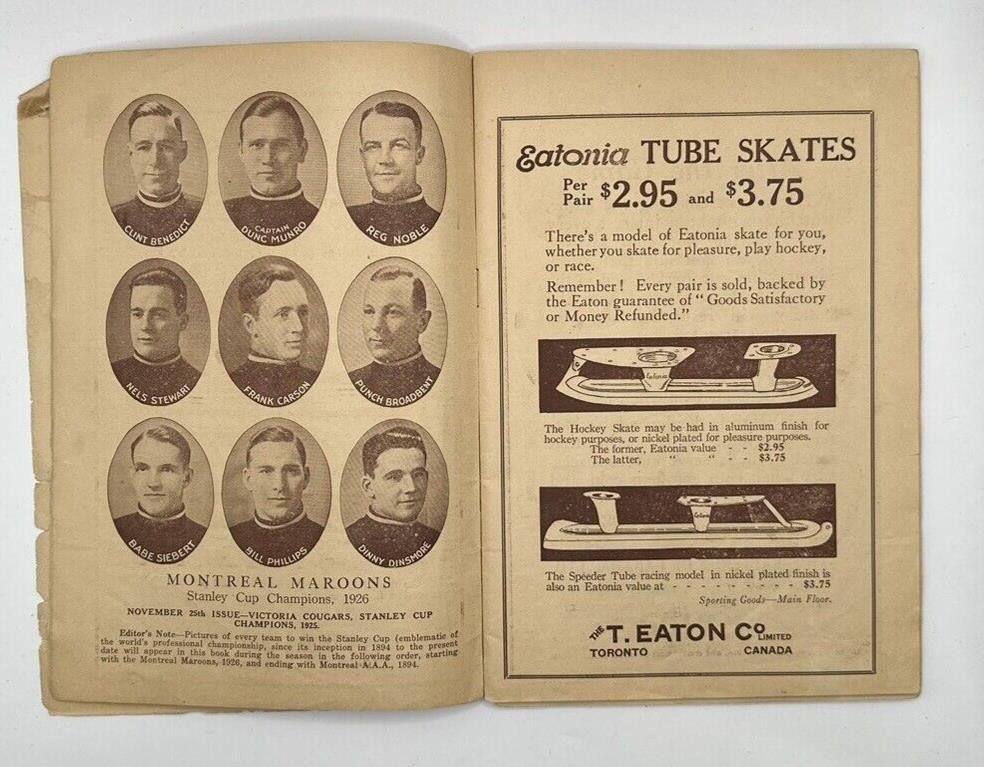 CLINT BENEDICT
CAPTAIN
DUNC MUNRO
REG NOBLE
NELS STEWART
FRANK CARSON
PUNCH BROADBENT
BABE SIEBERT
BILL PHILLIPS
DINNY DINSMORE
MONTREAL MAROONS
Stanley Cup Champions, 1926
NOVEMBER 25th ISSUE—VICTORIA COUGARS, STANLEY CUP
CHAMPIONS, 1925.
Editor's Note—Pictures of every team to win the Stanley Cup (emblematic of
the world's professional championship, since its inception in 1894 to the present
date will appear in this book during the season in the following order, starting
with the Montreal Maroons, 1926, and ending with Montreal A.A.A., 1894.
Eatonia TUBE SKATES
Per Pair $2.95 and $3.75
There's a model of Eatonia skate for you,
whether you skate for pleasure, play hockey,
or race.
Remember! Every pair is sold, backed by
the Eaton guarantee of "Goods Satisfactory
or Money Refunded."
Eatonia
The Hockey Skate may be had in aluminum finish for
hockey purposes, or nickel plated for pleasure purposes.
The former, Eatonia value - - $2.95
The latter, " " - - $3.75
Eatonia
The Speeder Tube racing model in nickel plated finish is
also an Eatonia value at - - - - - - - - - $3.75
Sporting Goods—Main Floor.
THE T. EATON CO LIMITED
TORONTO CANADA